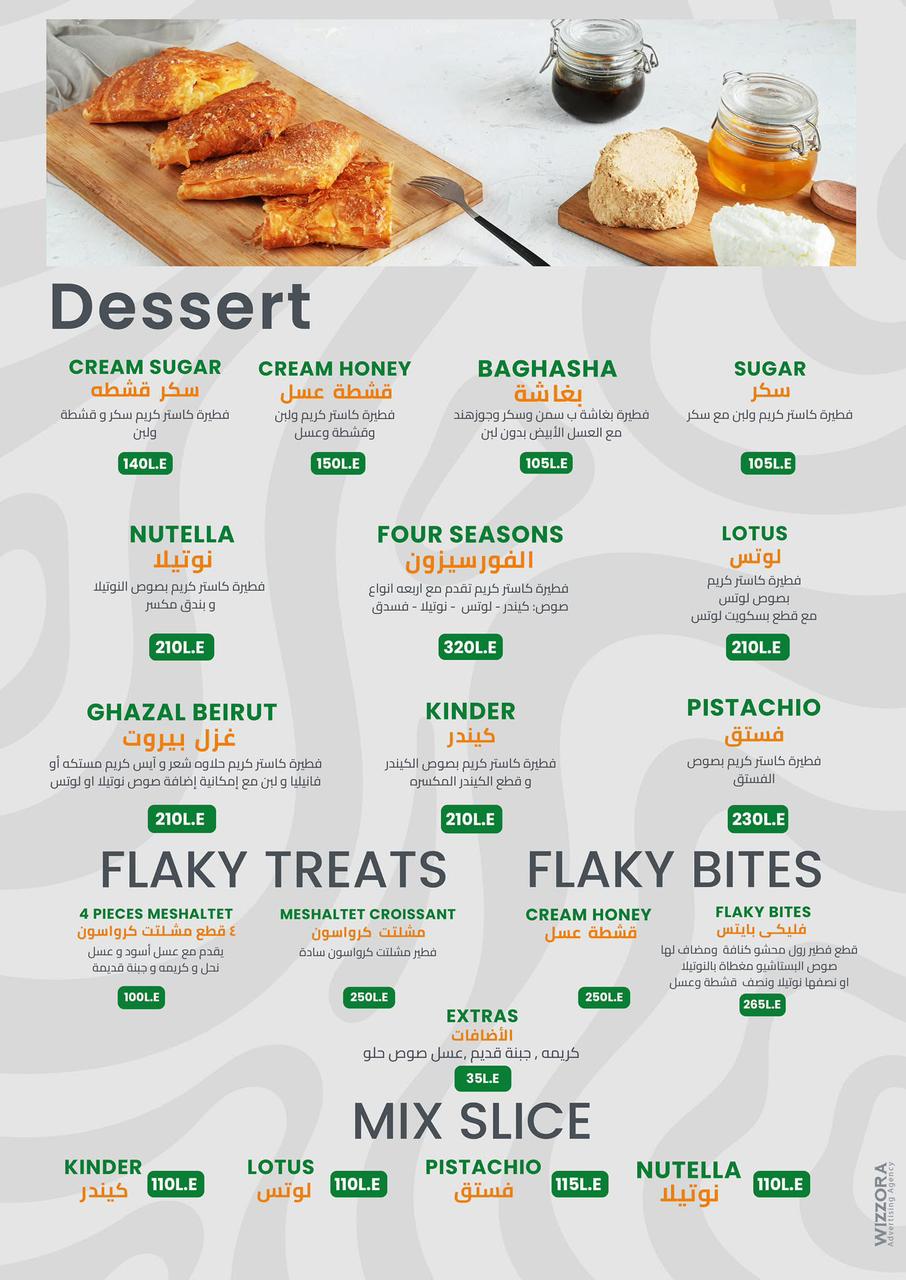 Dessert
CREAM SUGAR
سكر قشطه
فطيرة كاستر كريم سكر و قشطة
ولبن
140L.E
CREAM HONEY
قشطة عسل
فطيرة كاستر كريم ولبن
وقشطة وعسل
150L.E
BAGHASHA
بغاشة
فطيرة بغاشة ب سمن وسكر وجوزهند
مع العسل الأبيض بدون لبن
105L.E
SUGAR
سكر
فطيرة كاستر كريم ولبن مع سكر
105L.E
NUTELLA
نوتيلا
فطيرة كاستر كريم بصوص النوتيلا
و بندق مكسر
210L.E
FOUR SEASONS
الفورسيزون
فطيرة كاستر كريم تقدم مع اربعه انواع
صوص: كيندر - لوتس - نوتيلا - فسدق
320L.E
LOTUS
لوتس
فطيرة كاستر كريم
بصوص لوتس
مع قطع بسكويت لوتس
210L.E
GHAZAL BEIRUT
غزل بيروت
فطيرة كاستر كريم حلاوه شعر و آيس كريم مستكه أو
فانيليا و لبن مع إمكانية إضافة صوص نوتيلا او لوتس
210L.E
KINDER
كيندر
فطيرة كاستر كريم بصوص الكيندر
و قطع الكيندر المكسره
210L.E
PISTACHIO
فستق
فطيرة كاستر كريم بصوص
الفستق
230L.E
FLAKY TREATS
4 PIECES MESHALTET
٤ قطع مشلتت كرواسون
يقدم مع عسل أسود و عسل
نحل و كريمه و جبنة قديمة
100L.E
MESHALTET CROISSANT
مشلتت كرواسون
فطير مشلتت كرواسون سادة
250L.E
FLAKY BITES
CREAM HONEY
قشطة عسل
250L.E
FLAKY BITES
فليكى بايتس
قطع فطير رول محشو كنافة ومضاف لها
صوص البستاشيو مغطاة بالنوتيلا
او نصفها نوتيلا ونصف قشطة وعسل
265L.E
EXTRAS
الأضافات
كريمه , جبنة قديم ,عسل صوص حلو
35L.E
MIX SLICE
KINDER
كيندر
110L.E
LOTUS
لوتس
110L.E
PISTACHIO
فستق
115L.E
NUTELLA
نوتيلا
110L.E
WIZZORA
Advertising Agency